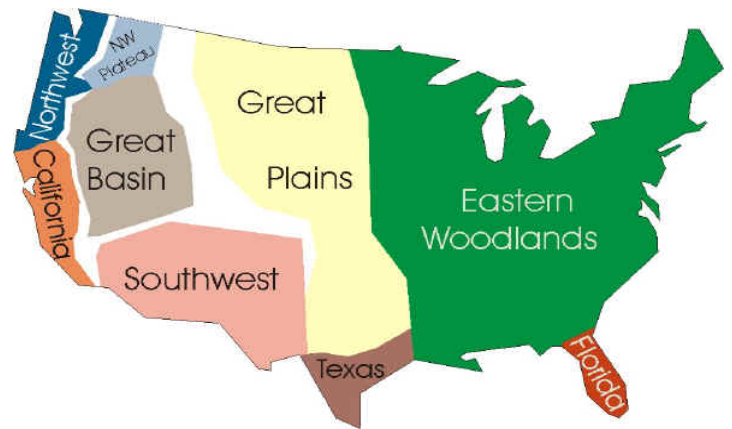 Northwest
NW
Plateau
Great
Basin
California
Great
Plains
Eastern
Woodlands
Southwest
Texas
Florida